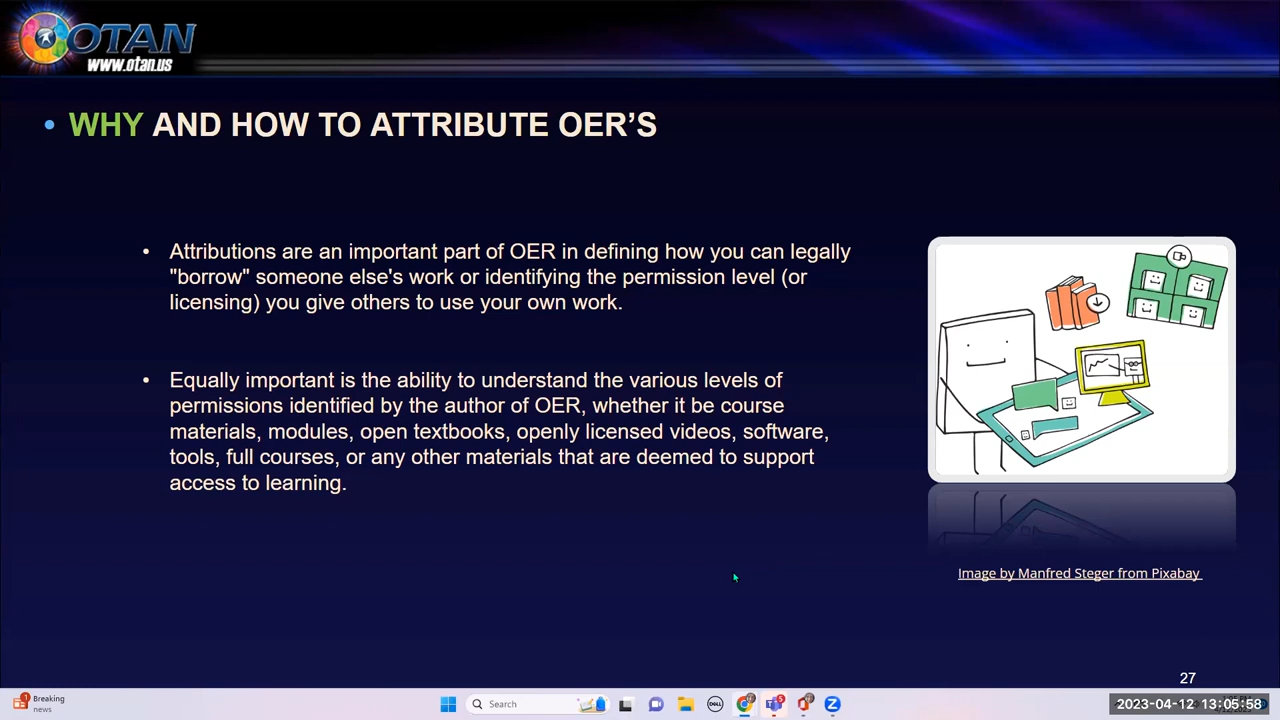 OTAN
www.otan.us
• WHY AND HOW TO ATTRIBUTE OER’S
• Attributions are an important part of OER in defining how you can legally
"borrow" someone else's work or identifying the permission level (or
licensing) you give others to use your own work.
• Equally important is the ability to understand the various levels of
permissions identified by the author of OER, whether it be course
materials, modules, open textbooks, openly licensed videos, software,
tools, full courses, or any other materials that are deemed to support
access to learning.
Image by Manfred Steger from Pixabay
27
Breaking
news
Search
DELL
2023-04-12 13:05:58